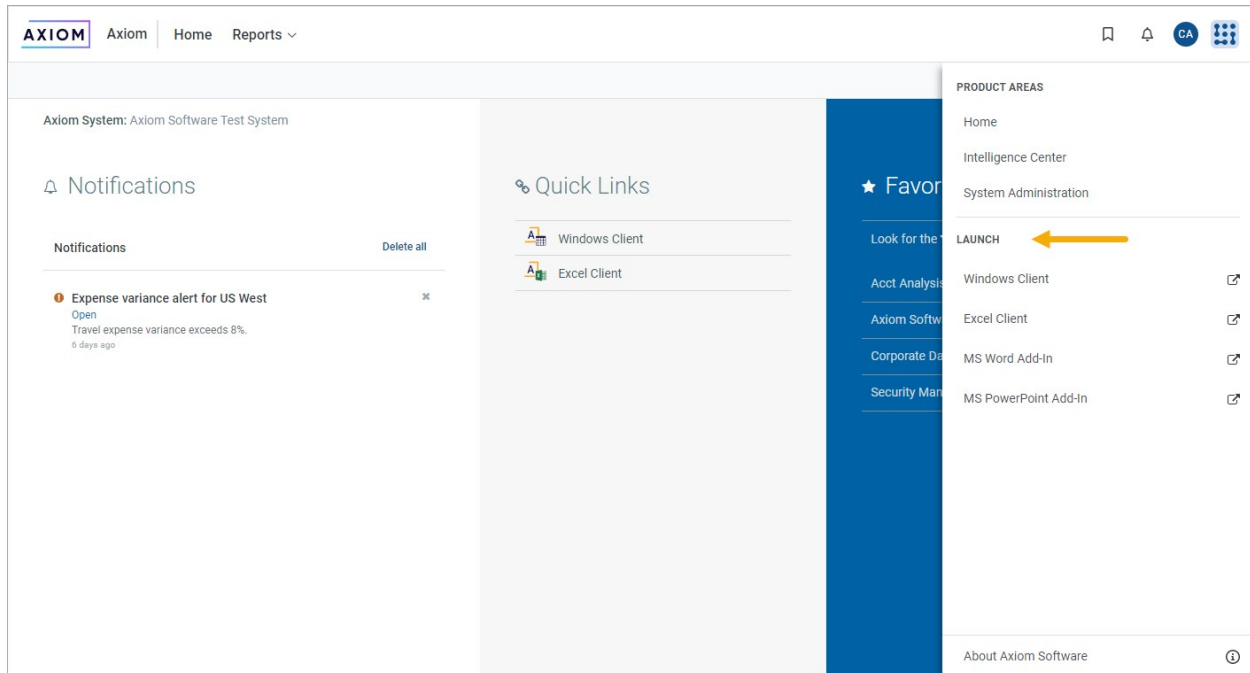 AXIOM Axiom Home Reports CA
Axiom System: Axiom Software Test System
Notifications
Notifications Delete all
Expense variance alert for US West
Open
Travel expense variance exceeds 8%.
6 days ago
Quick Links
Windows Client
Excel Client
Favor
Look for the
Acct Analysis
Axiom Softw
Corporate Da
Security Man
PRODUCT AREAS
Home
Intelligence Center
System Administration
LAUNCH
Windows Client
Excel Client
MS Word Add-In
MS PowerPoint Add-In
About Axiom Software